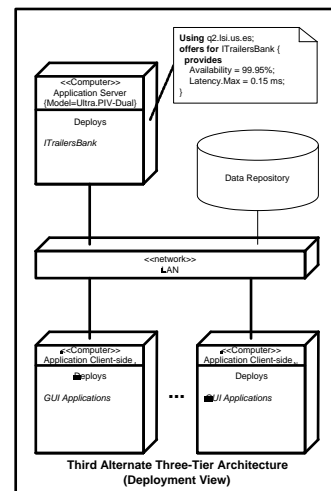 Using q2.lsi.us.es;
offers for ITrailersBank {
provides
Availability = 99.95%;
Latency.Max = 0.15 ms;
}
<<Computer>>
Application Server
{Model=Ultra.PIV-Dual}
Deploys
ITrailersBank
Data Repository
<<network>>
LAN
<<Computer>>
Application Client-side
Deploys
GUI Applications
...
<<Computer>>
Application Client-side
Deploys
GUI Applications
Third Alternate Three-Tier Architecture
(Deployment View)